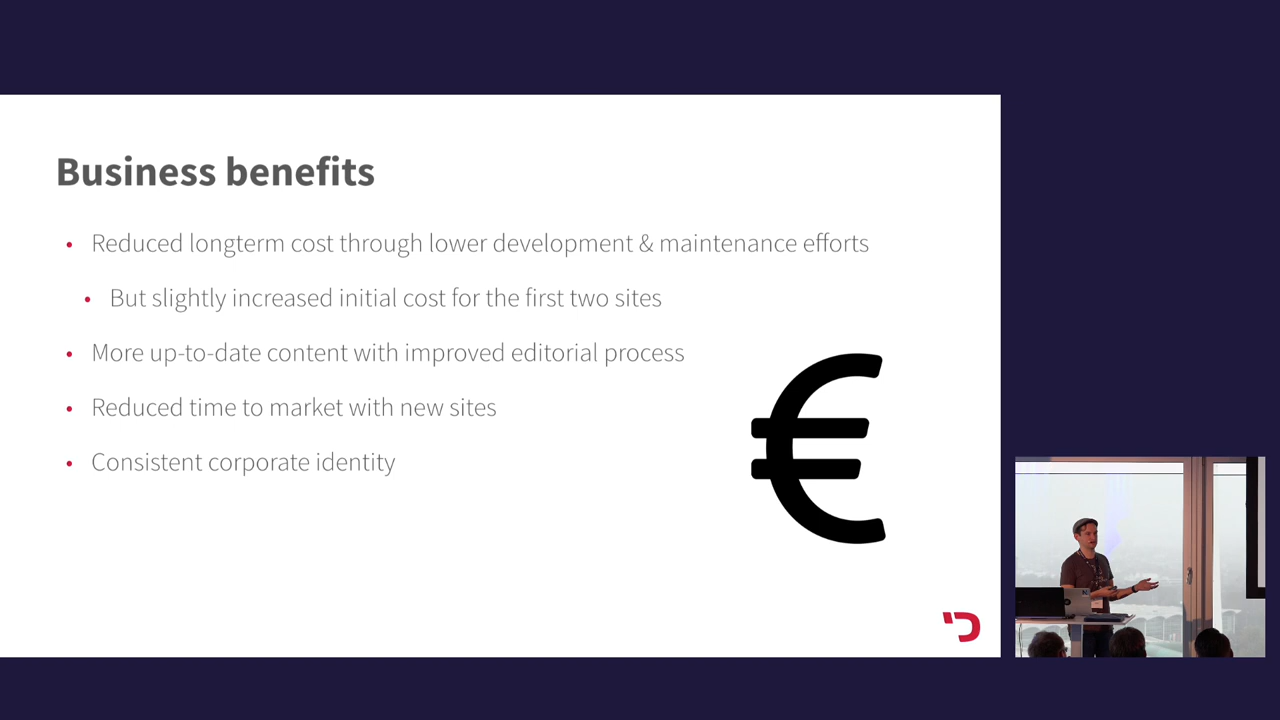 Business benefits
• Reduced longterm cost through lower development & maintenance efforts
• But slightly increased initial cost for the first two sites
• More up-to-date content with improved editorial process
• Reduced time to market with new sites
• Consistent corporate identity
€